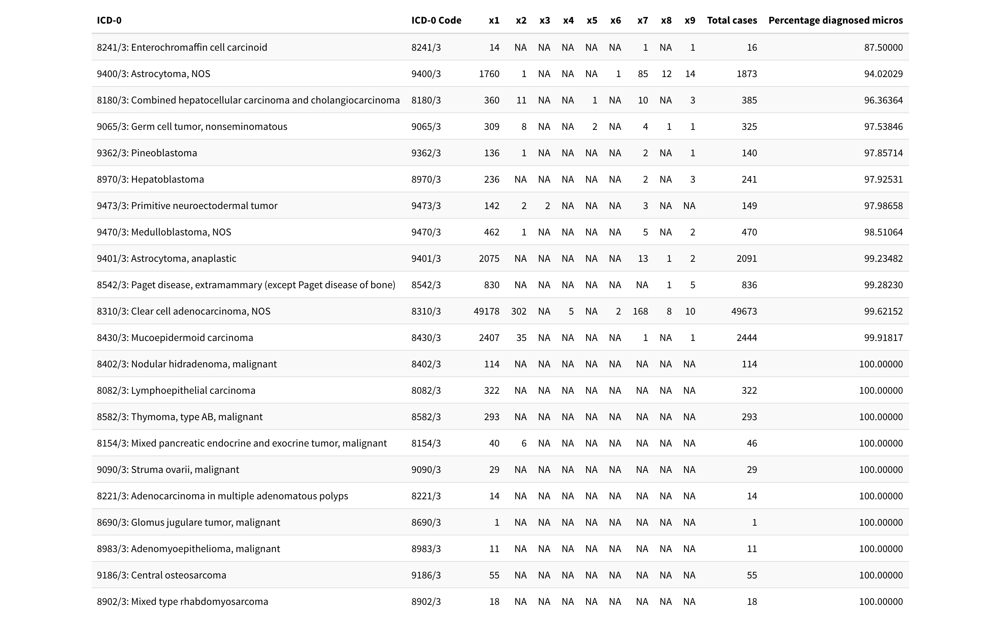 ICD-0 ICD-0 Code x1 x2 x3 x4 x5 x6 x7 x8 x9 Total cases Percentage diagnosed micros
8241/3: Enterochromaffin cell carcinoid 8241/3 14 NA NA NA NA NA 1 NA 1 16 87.50000
9400/3: Astrocytoma, NOS 9400/3 1760 1 NA NA NA 1 85 12 14 1873 94.02029
8180/3: Combined hepatocellular carcinoma and cholangiocarcinoma 8180/3 360 11 NA NA 1 NA 10 NA 3 385 96.36364
9065/3: Germ cell tumor, nonseminomatous 9065/3 309 8 NA NA 2 NA 4 1 1 325 97.53846
9362/3: Pineoblastoma 9362/3 136 1 NA NA NA NA 2 NA 1 140 97.85714
8970/3: Hepatoblastoma 8970/3 236 NA NA NA NA NA 2 NA 3 241 97.92531
9473/3: Primitive neuroectodermal tumor 9473/3 142 2 2 NA NA NA 3 NA NA 149 97.98658
9470/3: Medulloblastoma, NOS 9470/3 462 1 NA NA NA NA 5 NA 2 470 98.51064
9401/3: Astrocytoma, anaplastic 9401/3 2075 NA NA NA NA NA 13 1 2 2091 99.23482
8542/3: Paget disease, extramammary (except Paget disease of bone) 8542/3 830 NA NA NA NA NA NA 1 5 836 99.28230
8310/3: Clear cell adenocarcinoma, NOS 8310/3 49178 302 NA 5 NA 2 168 8 10 49673 99.62152
8430/3: Mucoepidermoid carcinoma 8430/3 2407 35 NA NA NA NA 1 NA 1 2444 99.91817
8402/3: Nodular hidradenoma, malignant 8402/3 114 NA NA NA NA NA NA NA NA 114 100.00000
8082/3: Lymphoepithelial carcinoma 8082/3 322 NA NA NA NA NA NA NA NA 322 100.00000
8582/3: Thymoma, type AB, malignant 8582/3 293 NA NA NA NA NA NA NA NA 293 100.00000
8154/3: Mixed pancreatic endocrine and exocrine tumor, malignant 8154/3 40 6 NA NA NA NA NA NA NA 46 100.00000
9090/3: Struma ovarii, malignant 9090/3 29 NA NA NA NA NA NA NA NA 29 100.00000
8221/3: Adenocarcinoma in multiple adenomatous polyps 8221/3 14 NA NA NA NA NA NA NA NA 14 100.00000
8690/3: Glomus jugulare tumor, malignant 8690/3 1 NA NA NA NA NA NA NA NA 1 100.00000
8983/3: Adenomyoepithelioma, malignant 8983/3 11 NA NA NA NA NA NA NA NA 11 100.00000
9186/3: Central osteosarcoma 9186/3 55 NA NA NA NA NA NA NA NA 55 100.00000
8902/3: Mixed type rhabdomyosarcoma 8902/3 18 NA NA NA NA NA NA NA NA 18 100.00000